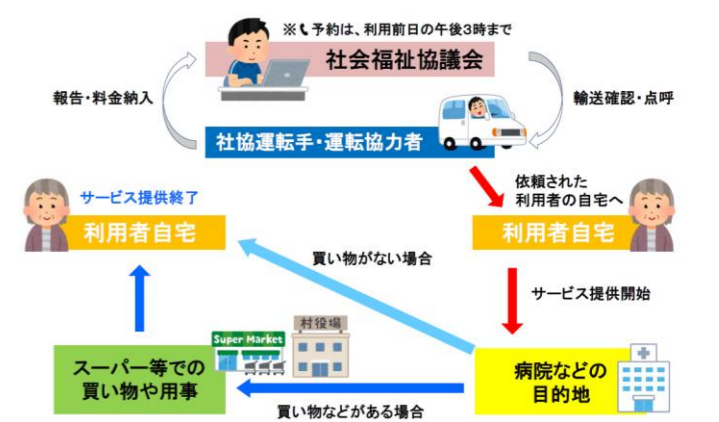 ※📞予約は、利用前日の午後3時まで
社会福祉協議会
報告・料金納入
輸送確認・点呼
社協運転手・運転協力者
サービス提供終了
利用者自宅
依頼された
利用者の自宅へ
利用者自宅
買い物がない場合
サービス提供開始
村役場
Super Market
スーパー等での
買い物や用事
病院などの
目的地
買い物などがある場合